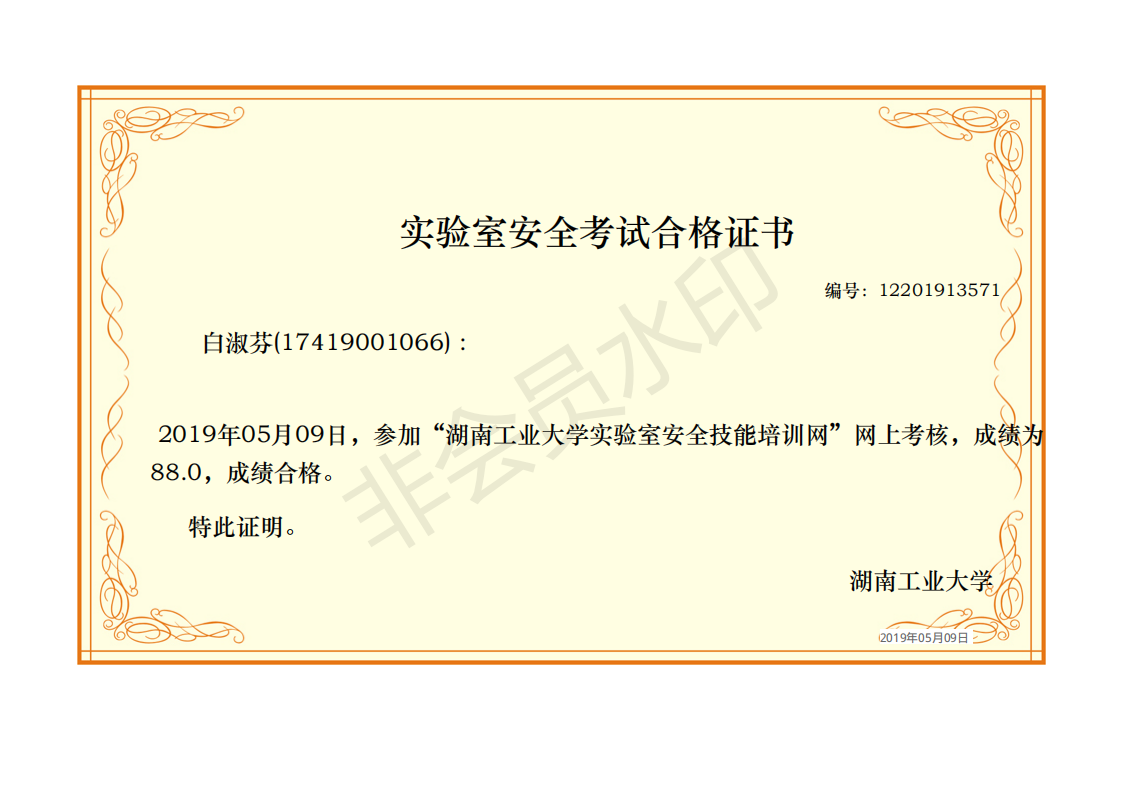 实验室安全考试合格证书
编号：12201913571
白淑芬(17419001066)：
2019年05月09日，参加“湖南工业大学实验室安全技能培训网”网上考核，成绩为
88.0，成绩合格。
特此证明。
湖南工业大学
2019年05月09日
非会员水印